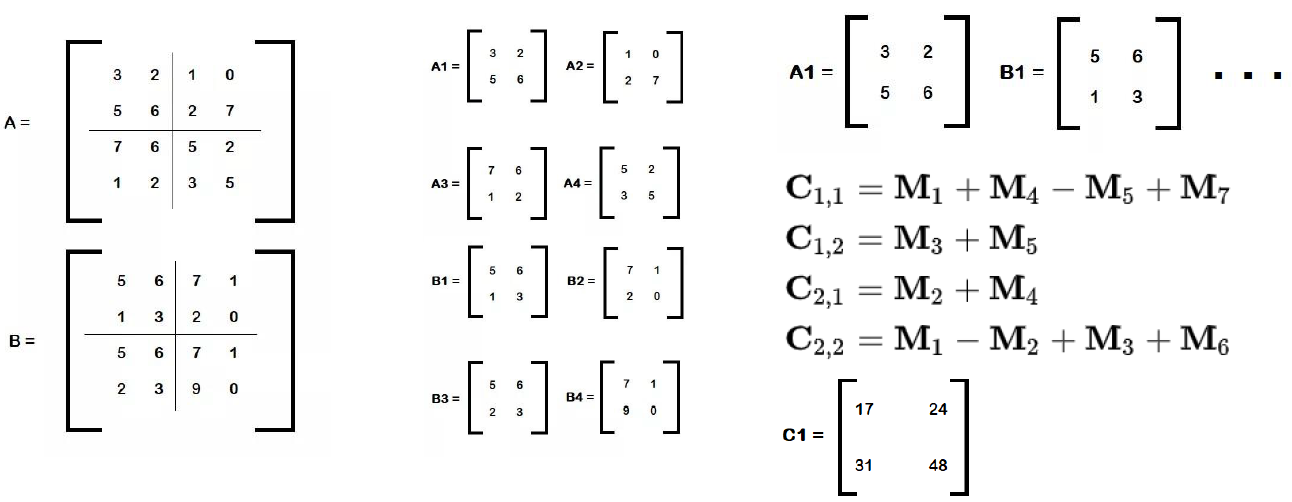 A =
3 2 1 0
5 6 2 7
7 6 5 2
1 2 3 5
B =
5 6 7 1
1 3 2 0
5 6 7 1
2 3 9 0
A1 =
3 2
5 6
A2 =
1 0
2 7
A3 =
7 6
1 2
A4 =
5 2
3 5
B1 =
5 6
1 3
B2 =
7 1
2 0
B3 =
5 6
2 3
B4 =
7 1
9 0
A1 =
3 2
5 6
B1 =
5 6
1 3
...
C₁,₁ = M₁ + M₄ − M₅ + M₇
C₁,₂ = M₃ + M₅
C₂,₁ = M₂ + M₄
C₂,₂ = M₁ − M₂ + M₃ + M₆
C1 =
17 24
31 48